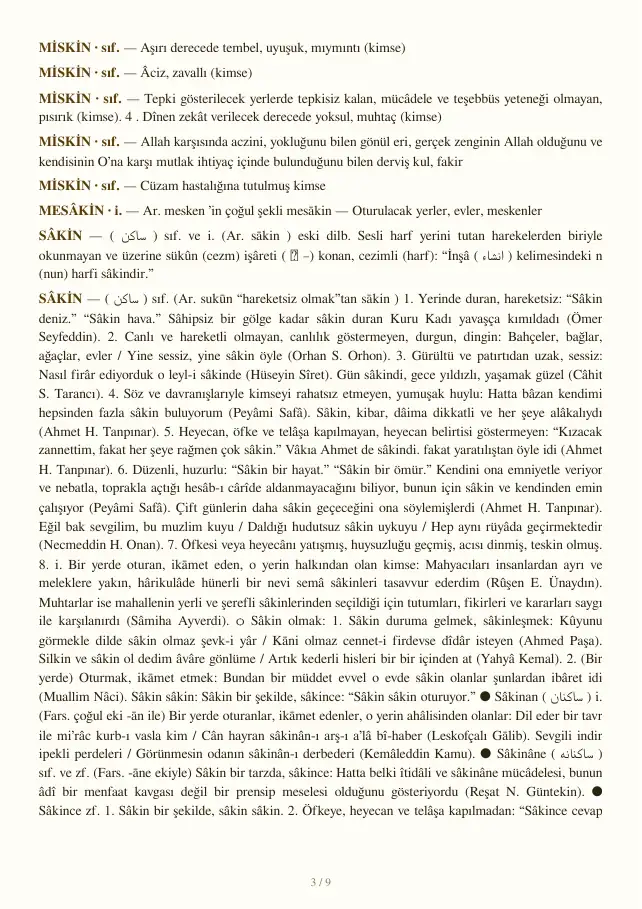 MİSKİN · sıf. — Aşırı derecede tembel, uyuşuk, mıymıntı (kimse)
MİSKİN · sıf. — Âciz, zavallı (kimse)
MİSKİN · sıf. — Tepki gösterilecek yerlerde tepkisiz kalan, mücâdele ve teşebbüs yeteneği olmayan,
pısırık (kimse). 4 . Dînen zekât verilecek derecede yoksul, muhtaç (kimse)
MİSKİN · sıf. — Allah karşısında aczini, yokluğunu bilen gönül eri, gerçek zenginin Allah olduğunu ve
kendisinin O’na karşı mutlak ihtiyaç içinde bulunduğunu bilen derviş kul, fakir
MİSKİN · sıf. — Cüzam hastalığına tutulmuş kimse
MESÂKİN · i. — Ar. mesken ’in çoğul şekli mesākin — Oturulacak yerler, evler, meskenler
SÂKİN — ( ساكن ) sıf. ve i. (Ar. sākin ) eski dilb. Sesli harf yerini tutan harekelerden biriyle
okunmayan ve üzerine sükûn (cezm) işâreti ( –) konan, cezimli (harf): “İnşâ ( انشاء ) kelimesindeki n
(nun) harfi sâkindir.”
SÂKİN — ( ساكن ) sıf. (Ar. sukūn “hareketsiz olmak”tan sākin ) 1. Yerinde duran, hareketsiz: “Sâkin
deniz.” “Sâkin hava.” Sâhipsiz bir gölge kadar sâkin duran Kuru Kadı yavaşça kımıldadı (Ömer
Seyfeddin). 2. Canlı ve hareketli olmayan, canlılık göstermeyen, durgun, dingin: Bahçeler, bağlar,
ağaçlar, evler / Yine sessiz, yine sâkin öyle (Orhan S. Orhon). 3. Gürültü ve patırtıdan uzak, sessiz:
Nasıl firâr ediyorduk o leyl-i sâkinde (Hüseyin Sîret). Gün sâkindi, gece yıldızlı, yaşamak güzel (Câhit
S. Tarancı). 4. Söz ve davranışlarıyle kimseyi rahatsız etmeyen, yumuşak huylu: Hatta bâzan kendimi
hepsinden fazla sâkin buluyorum (Peyâmi Safâ). Sâkin, kibar, dâima dikkatli ve her şeye alâkalıydı
(Ahmet H. Tanpınar). 5. Heyecan, öfke ve telâşa kapılmayan, heyecan belirtisi göstermeyen: “Kızacak
zannettim, fakat her şeye rağmen çok sâkin.” Vâkıa Ahmet de sâkindi. fakat yaratılıştan öyle idi (Ahmet
H. Tanpınar). 6. Düzenli, huzurlu: “Sâkin bir hayat.” “Sâkin bir ömür.” Kendini ona emniyetle veriyor
ve nebatla, toprakla açtığı hesâb-ı cârîde aldanmayacağını biliyor, bunun için sâkin ve kendinden emin
çalışıyor (Peyâmi Safâ). Çift günlerin daha sâkin geçeceğini ona söylemişlerdi (Ahmet H. Tanpınar).
Eğil bak sevgilim, bu muzlim kuyu / Daldığı hudutsuz sâkin uykuyu / Hep aynı rüyâda geçirmektedir
(Necmeddin H. Onan). 7. Öfkesi veya heyecânı yatışmış, huysuzluğu geçmiş, acısı dinmiş, teskin olmuş.
8. i. Bir yerde oturan, ikāmet eden, o yerin halkından olan kimse: Mahyacıları insanlardan ayrı ve
meleklere yakın, hârikulâde hünerli bir nevi semâ sâkinleri tasavvur ederdim (Rûşen E. Ünaydın).
Muhtarlar ise mahallenin yerli ve şerefli sâkinlerinden seçildiği için tutumları, fikirleri ve kararları saygı
ile karşılanırdı (Sâmiha Ayverdi). ѻ Sâkin olmak: 1. Sâkin duruma gelmek, sâkinleşmek: Kûyunu
görmekle dilde sâkin olmaz şevk-i yâr / Kāni olmaz cennet-i firdevse dîdâr isteyen (Ahmed Paşa).
Silkin ve sâkin ol dedim âvâre gönlüme / Artık kederli hisleri bir bir içinden at (Yahyâ Kemal). 2. (Bir
yerde) Oturmak, ikāmet etmek: Bundan bir müddet evvel o evde sâkin olanlar şunlardan ibâret idi
(Muallim Nâci). Sâkin sâkin: Sâkin bir şekilde, sâkince: “Sâkin sâkin oturuyor.” ● Sâkinan ( ساكنان ) i.
(Fars. çoğul eki -ān ile) Bir yerde oturanlar, ikāmet edenler, o yerin ahâlisinden olanlar: Dil eder bir tavr
ile mi’râc kurb-ı vasla kim / Cân hayran sâkinân-ı arş-ı a’lâ bî-haber (Leskofçalı Gālib). Sevgili indir
ipekli perdeleri / Görünmesin odanın sâkinân-ı derbederi (Kemâleddin Kamu). ● Sâkinâne ( ساكنانه )
sıf. ve zf. (Fars. -āne ekiyle) Sâkin bir tarzda, sâkince: Hatta belki îtidâli ve sâkinâne mücâdelesi, bunun
âdî bir menfaat kavgası değil bir prensip meselesi olduğunu gösteriyordu (Reşat N. Güntekin). ●
Sâkince zf. 1. Sâkin bir şekilde, sâkin sâkin. 2. Öfkeye, heyecan ve telâşa kapılmadan: “Sâkince cevap
3 / 9